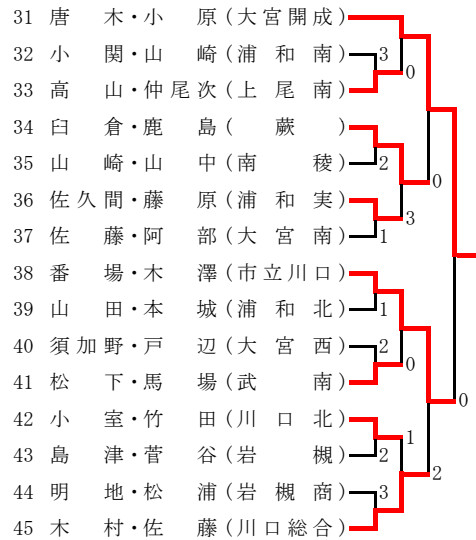 31 唐 木・小 原(大宮開成)
32 小 関・山 崎(浦和南) 3
0
33 高 山・仲尾次(上尾南)
34 臼 倉・鹿 島( 蕨 )
35 山 崎・山 中(南 稜) 2
0
36 佐久間・藤 原(浦和実)
3
37 佐 藤・阿 部(大宮南) 1
38 番 場・木 澤(市立川口)
39 山 田・本 城(浦和北) 1
40 須加野・戸 辺(大宮西) 2
0
41 松 下・馬 場(武 南)
0
42 小 室・竹 田(川口北)
1
43 島 津・菅 谷(岩 槻) 2
2
44 明 地・松 浦(岩槻商) 3
45 木 村・佐 藤(川口総合)